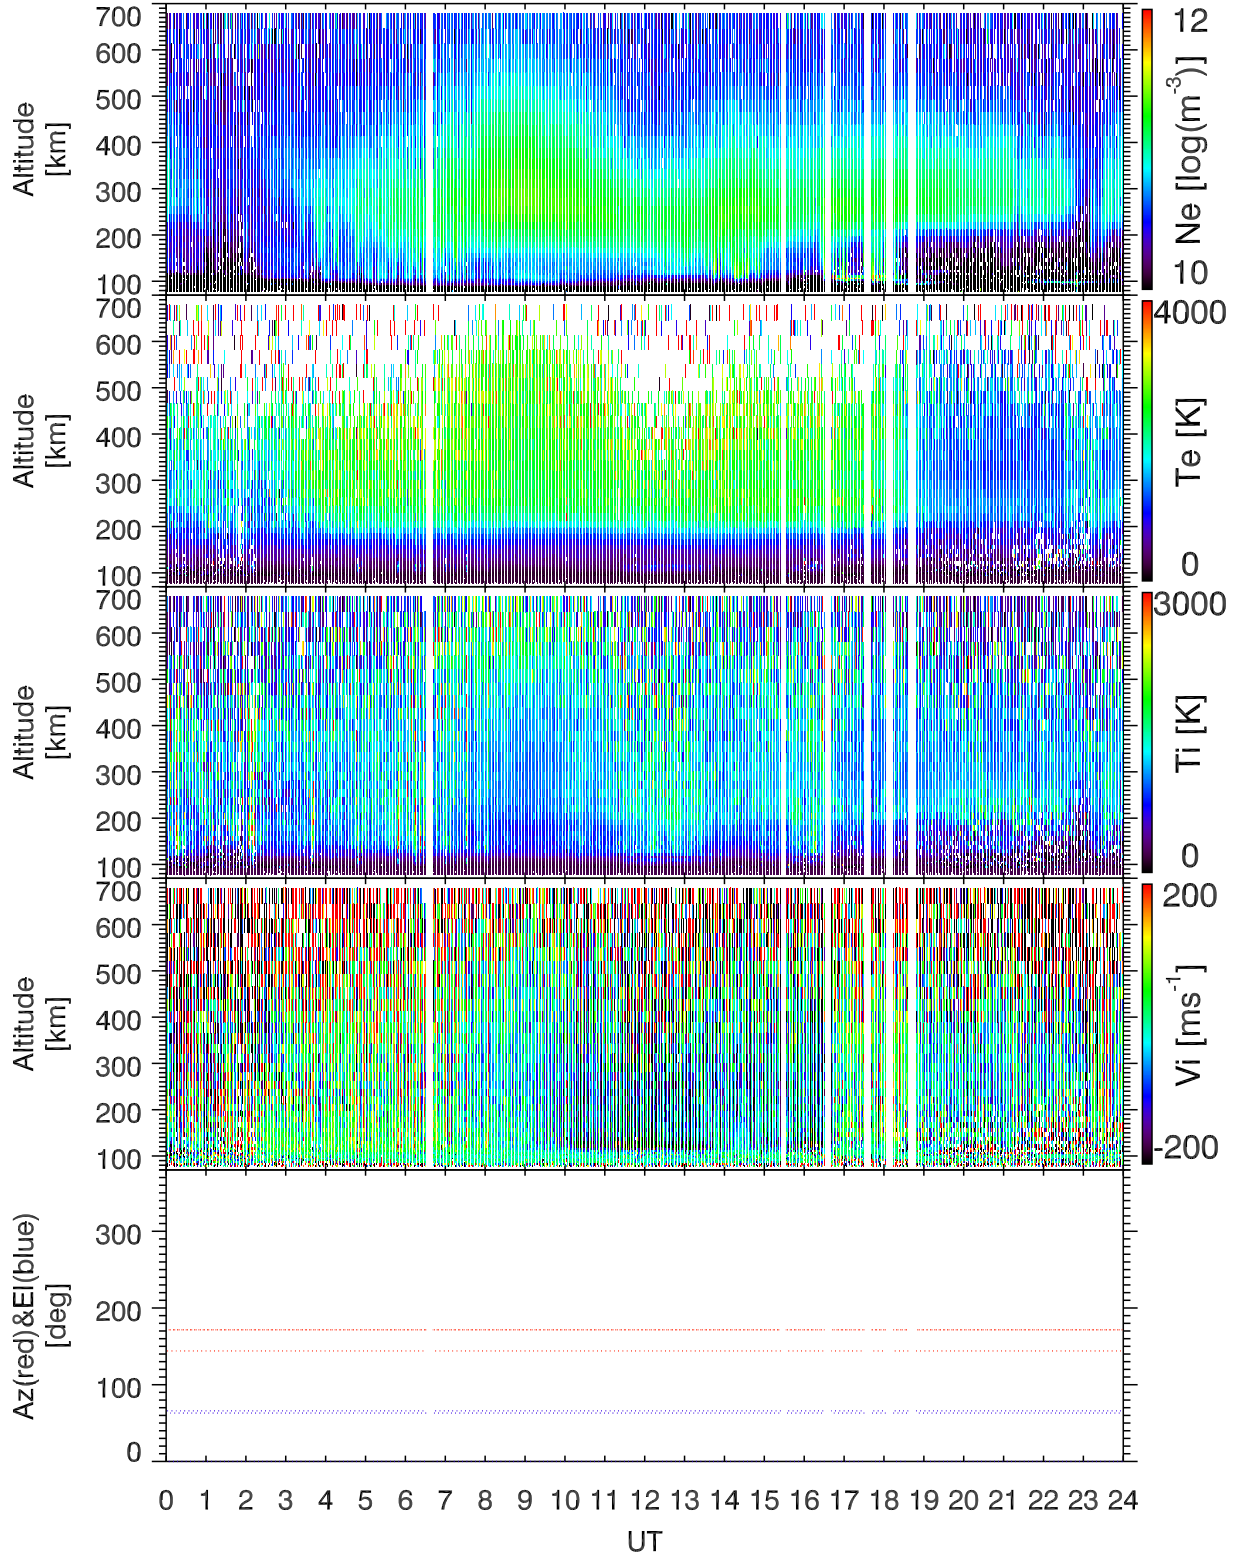 700
600
500
400
300
200
100
Altitude
[km]
12
Ne [log(m⁻³)]
10
700
600
500
400
300
200
100
Altitude
[km]
4000
Te [K]
0
700
600
500
400
300
200
100
Altitude
[km]
3000
Ti [K]
0
700
600
500
400
300
200
100
Altitude
[km]
200
Vi [ms⁻¹]
-200
300
200
100
0
Az(red)&El(blue)
[deg]
0 1 2 3 4 5 6 7 8 9 10 11 12 13 14 15 16 17 18 19 20 21 22 23 24
UT